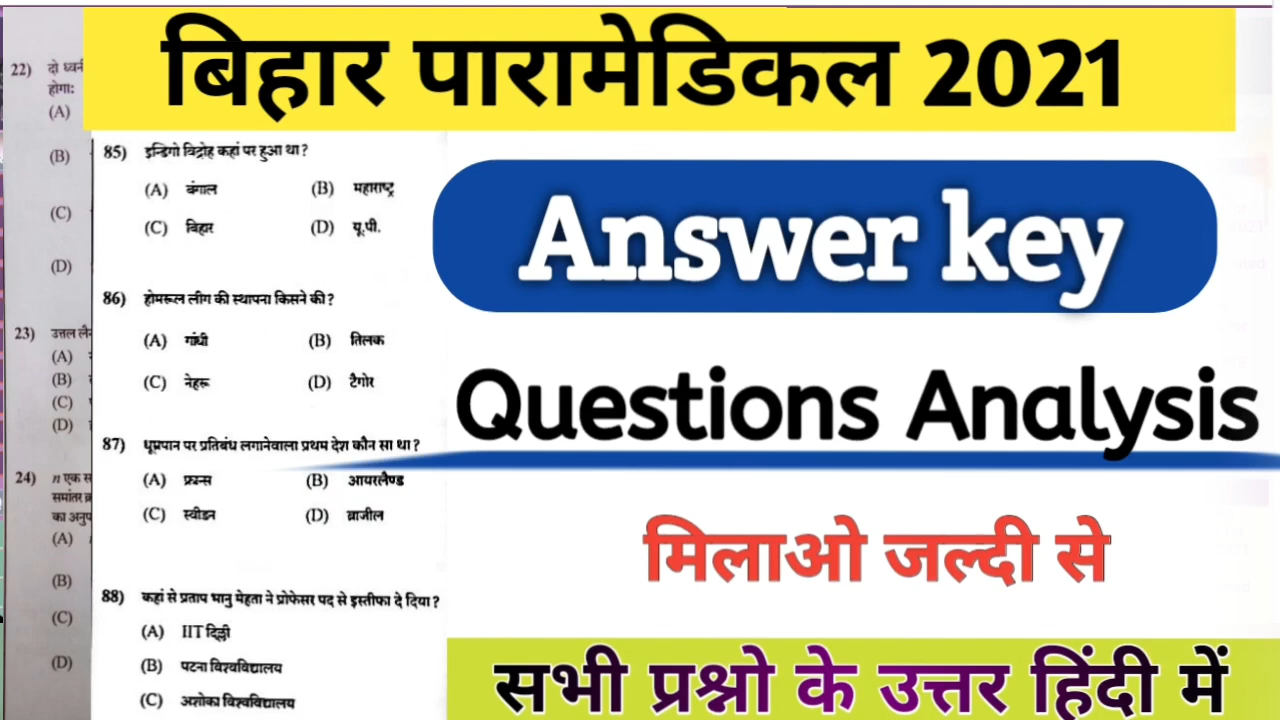 बिहार पारामेडिकल 2021
22) दो ध्वनि
होगा:
(A)
(B)
(C)
(D)
23) उत्तल लै
(A)
(B)
(C)
(D)
24) n एक स
समांतर क्र
का अनुप
(A)
(B)
(C)
(D)
85) इन्डिगो विद्रोह कहां पर हुआ था ?
(A) बंगाल (B) महाराष्ट्र
(C) बिहार (D) यू.पी.
86) होमरूल लीग की स्थापना किसने की ?
(A) गांधी (B) तिलक
(C) नेहरू (D) टैगोर
87) धूम्रपान पर प्रतिबंध लगानेवाला प्रथम देश कौन सा था ?
(A) फ्रान्स (B) आयरलैण्ड
(C) स्वीडन (D) ब्राजील
88) कहां से प्रताप भानु मेहता ने प्रोफेसर पद से इस्तीफा दे दिया ?
(A) IIT दिल्ली
(B) पटना विश्वविद्यालय
(C) अशोका विश्वविद्यालय
Answer key
Questions Analysis
मिलाओ जल्दी से
सभी प्रश्नो के उत्तर हिंदी में